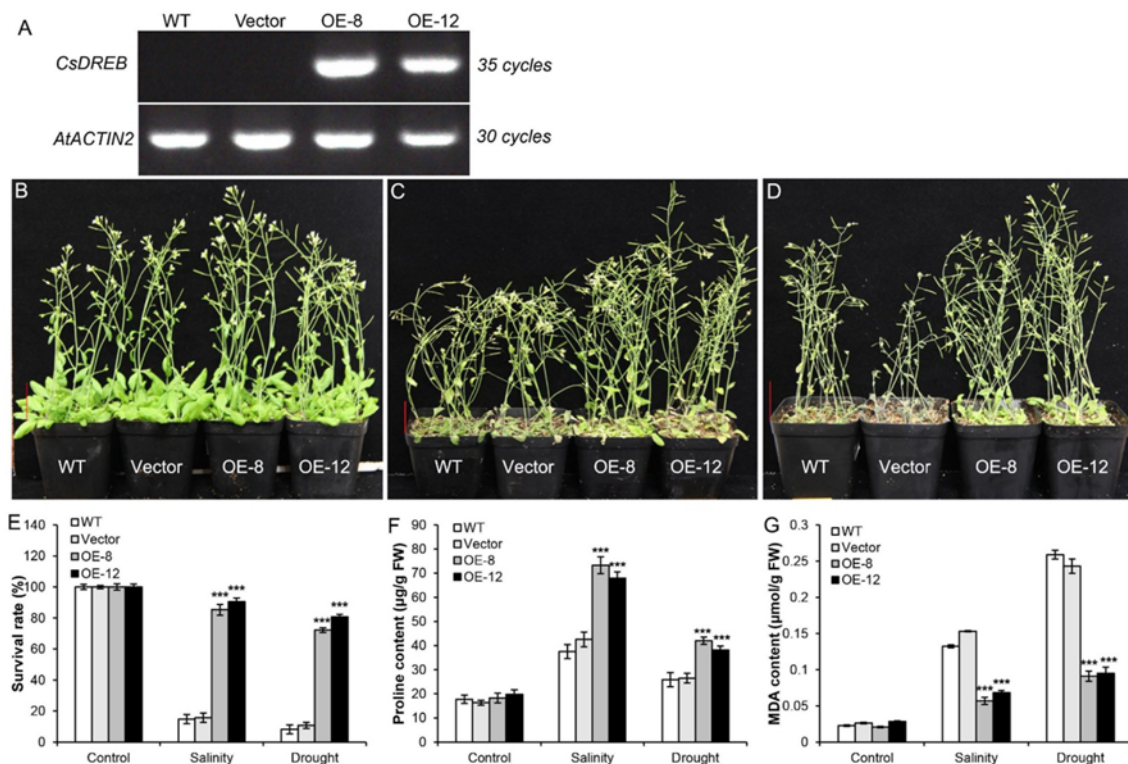 A
WT Vector OE-8 OE-12
CsDREB 35 cycles
AtACTIN2 30 cycles
B
WT Vector OE-8 OE-12
C
WT Vector OE-8 OE-12
D
WT Vector OE-8 OE-12
E
WT
Vector
OE-8
OE-12
Survival rate (%)
140
120
100
80
60
40
20
0
*** ***
*** ***
Control Salinity Drought
F
WT
Vector
OE-8
OE-12
Proline content (µg/g FW)
90
80
70
60
50
40
30
20
10
0
*** ***
*** ***
Control Salinity Drought
G
WT
Vector
OE-8
OE-12
MDA content (µmol/g FW)
0.3
0.25
0.2
0.15
0.1
0.05
0
*** ***
*** ***
Control Salinity Drought